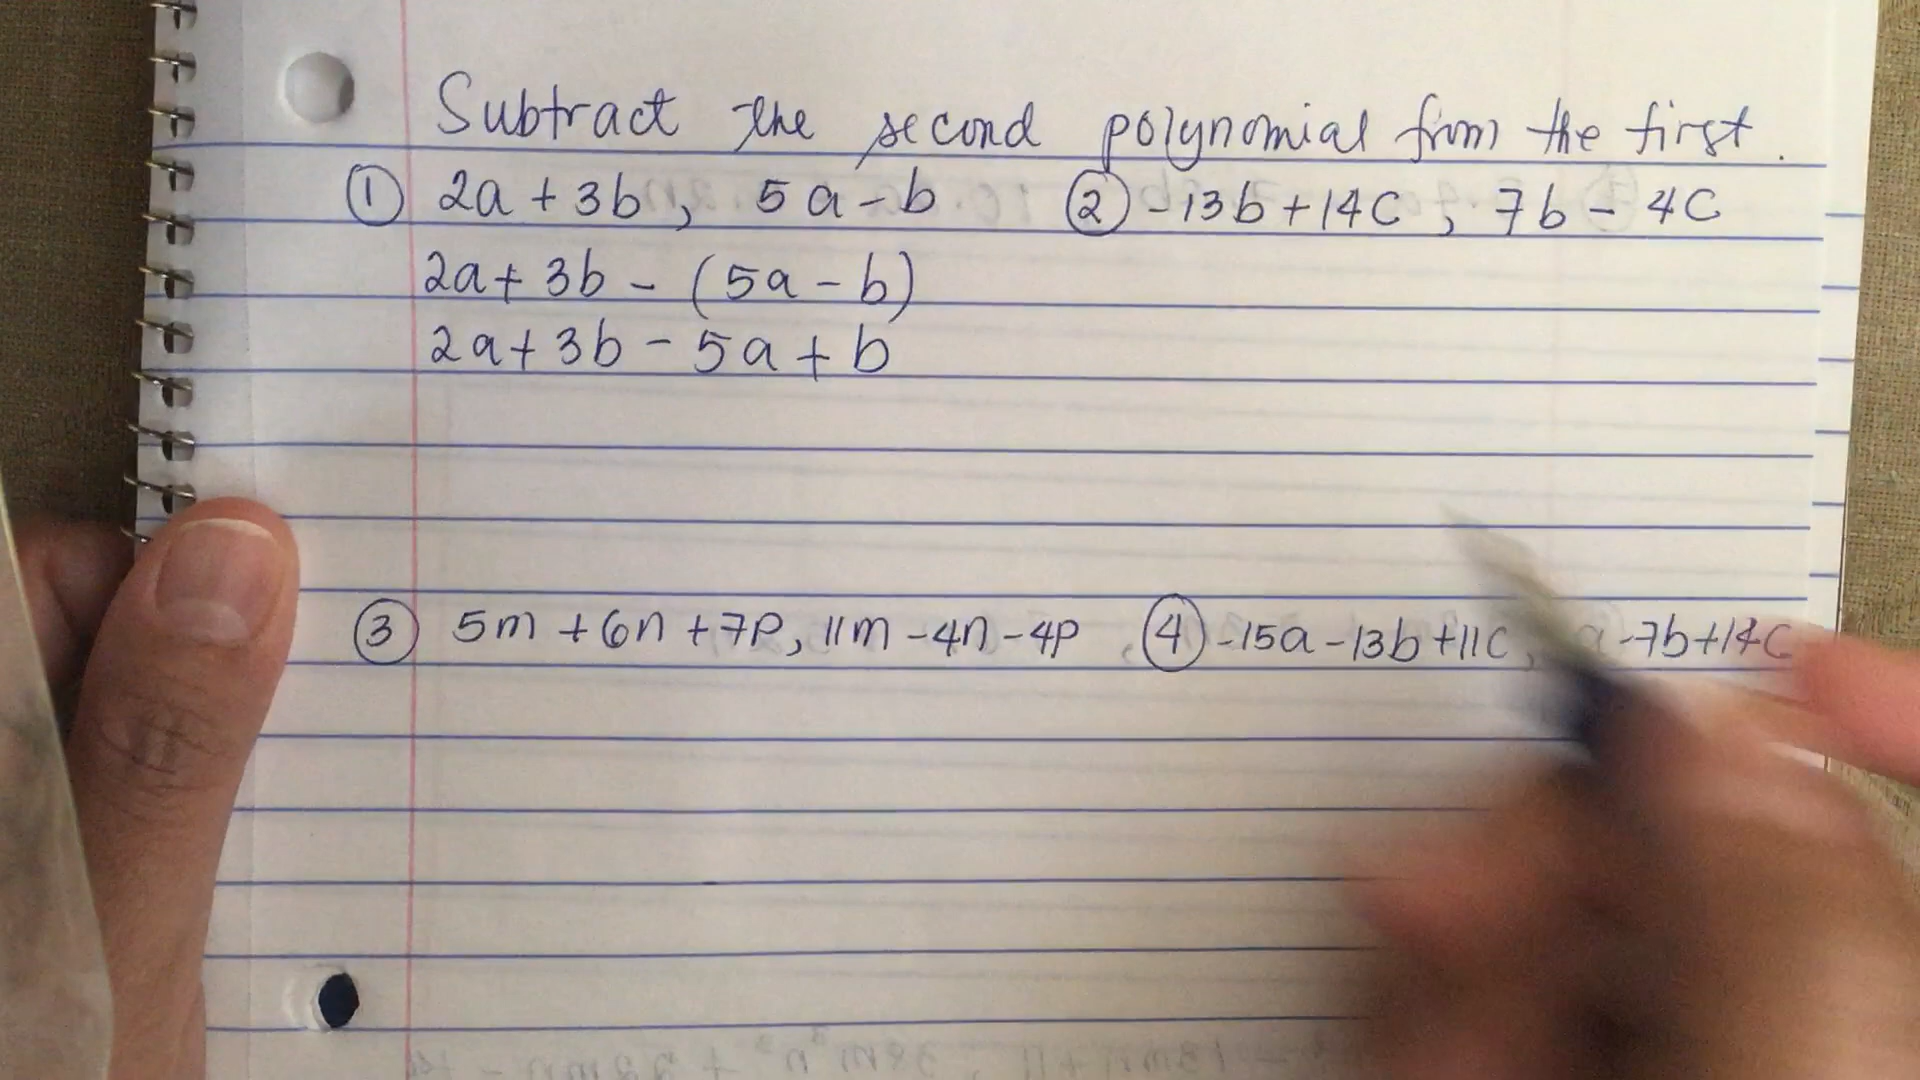 Subtract the second polynomial from the first.
① 2a + 3b, 5a - b ② -13b + 14c, 7b - 4c
2a + 3b - (5a - b)
2a + 3b - 5a + b
③ 5m + 6n + 7p, 11m - 4n - 4p, ④ -15a - 13b + 11c, a - 7b + 14c